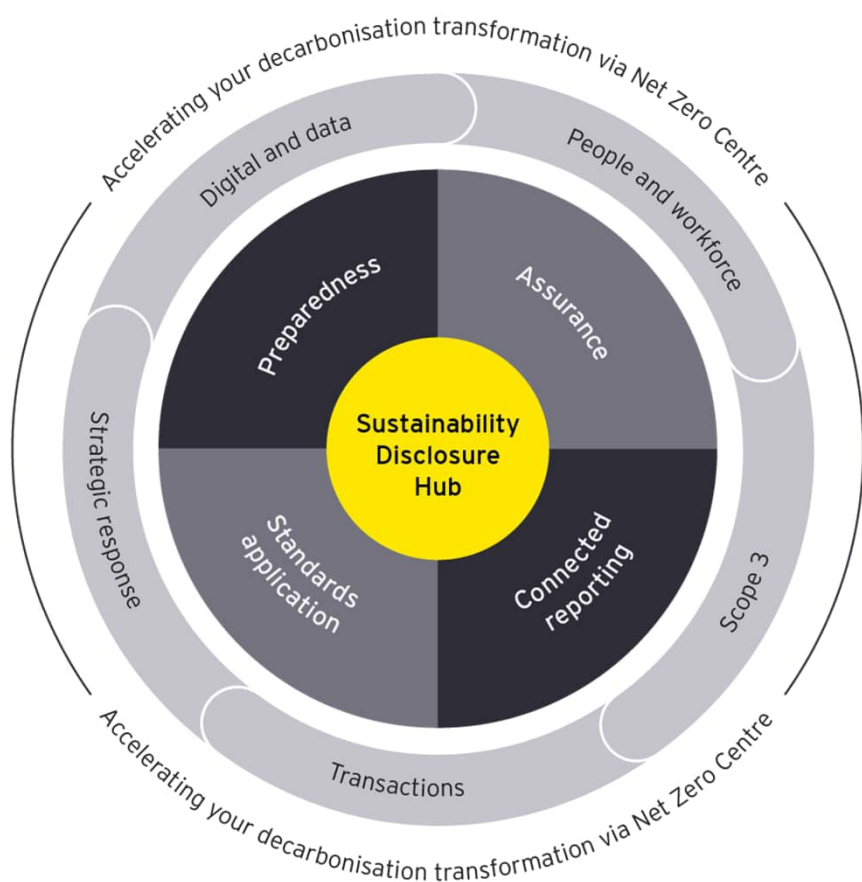 Accelerating your decarbonisation transformation via Net Zero Centre
Digital and data
People and workforce
Preparedness
Assurance
Sustainability
Disclosure
Hub
Strategic response
Standards
application
Connected
reporting
Scope 3
Transactions
Accelerating your decarbonisation transformation via Net Zero Centre